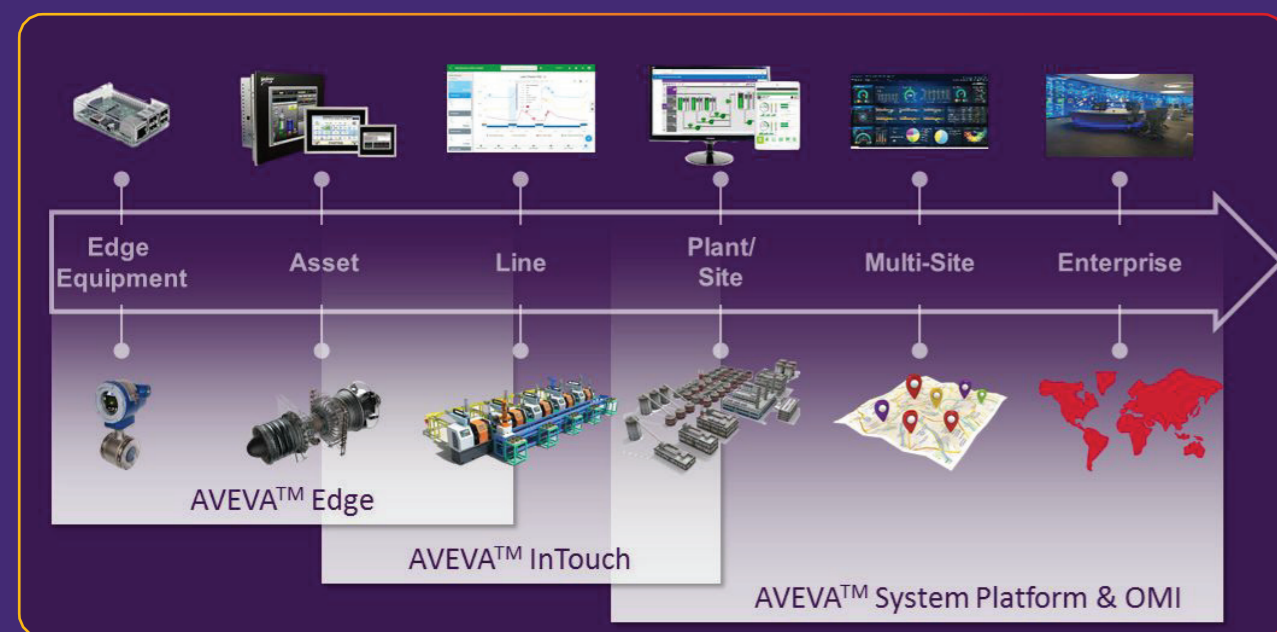 Edge
Equipment
Asset
Line
Plant/
Site
Multi-Site
Enterprise
AVEVA™ Edge
AVEVA™ InTouch
AVEVA™ System Platform & OMI